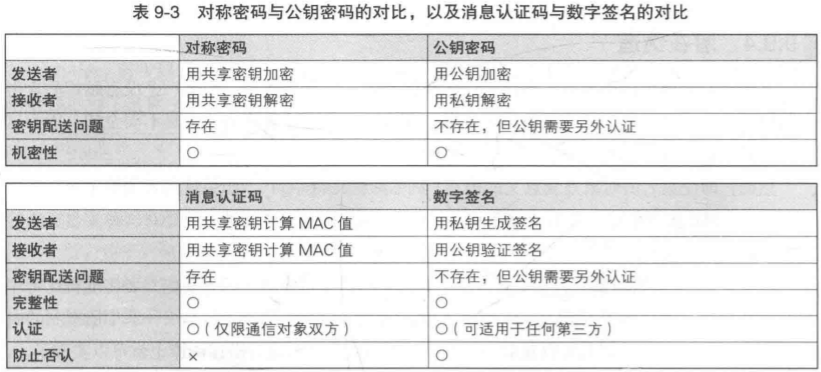 表 9-3 对称密码与公钥密码的对比，以及消息认证码与数字签名的对比
对称密码 公钥密码
发送者 用共享密钥加密 用公钥加密
接收者 用共享密钥解密 用私钥解密
密钥配送问题 存在 不存在，但公钥需要另外认证
机密性 ○ ○
消息认证码 数字签名
发送者 用共享密钥计算 MAC 值 用私钥生成签名
接收者 用共享密钥计算 MAC 值 用公钥验证签名
密钥配送问题 存在 不存在，但公钥需要另外认证
完整性 ○ ○
认证 ○（仅限通信对象双方） ○（可适用于任何第三方）
防止否认 × ○